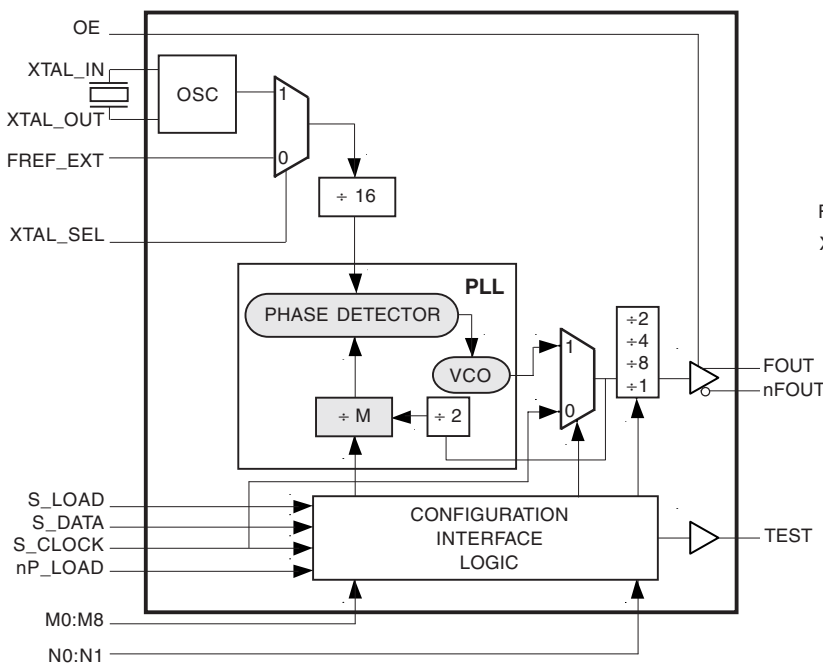 OE
XTAL_IN
OSC
XTAL_OUT
1
0
FREF_EXT
÷ 16
XTAL_SEL
PLL
PHASE DETECTOR
VCO
÷ M
÷ 2
1
0
÷2
÷4
÷8
÷1
FOUT
nFOUT
S_LOAD
S_DATA
S_CLOCK
nP_LOAD
CONFIGURATION
INTERFACE
LOGIC
TEST
M0:M8
N0:N1